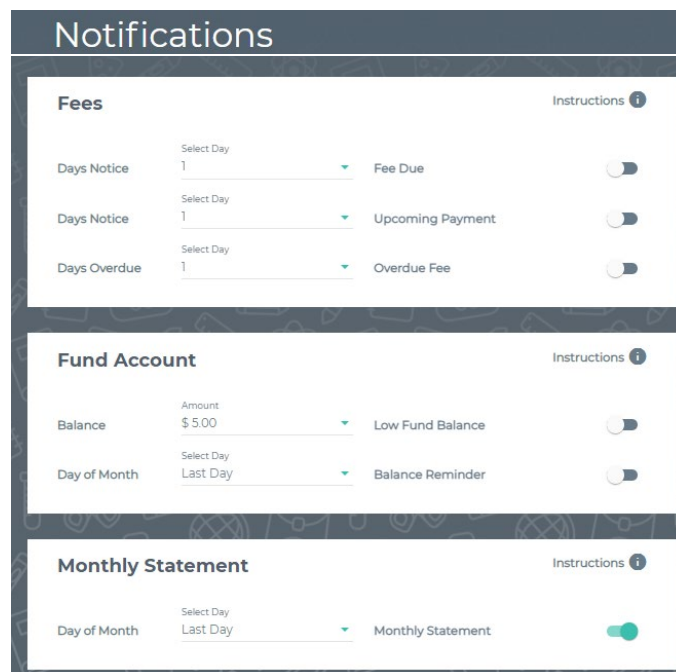 Notifications
Fees
Instructions
Select Day
Days Notice 1 Fee Due
Select Day
Days Notice 1 Upcoming Payment
Select Day
Days Overdue 1 Overdue Fee
Fund Account
Instructions
Amount
Balance $ 5.00 Low Fund Balance
Select Day
Day of Month Last Day Balance Reminder
Monthly Statement
Instructions
Select Day
Day of Month Last Day Monthly Statement